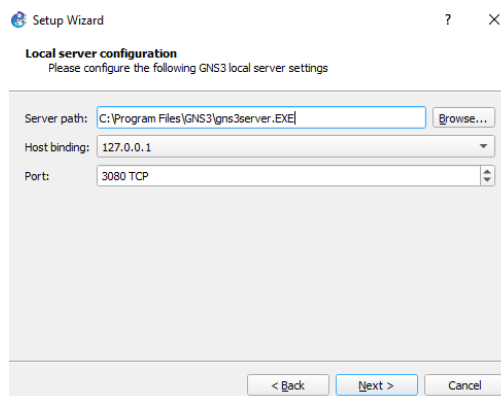 Setup Wizard ?
Local server configuration
Please configure the following GNS3 local server settings
Server path: C:\Program Files\GNS3\gns3server.EXE Browse...
Host binding: 127.0.0.1
Port: 3080 TCP
< Back Next > Cancel